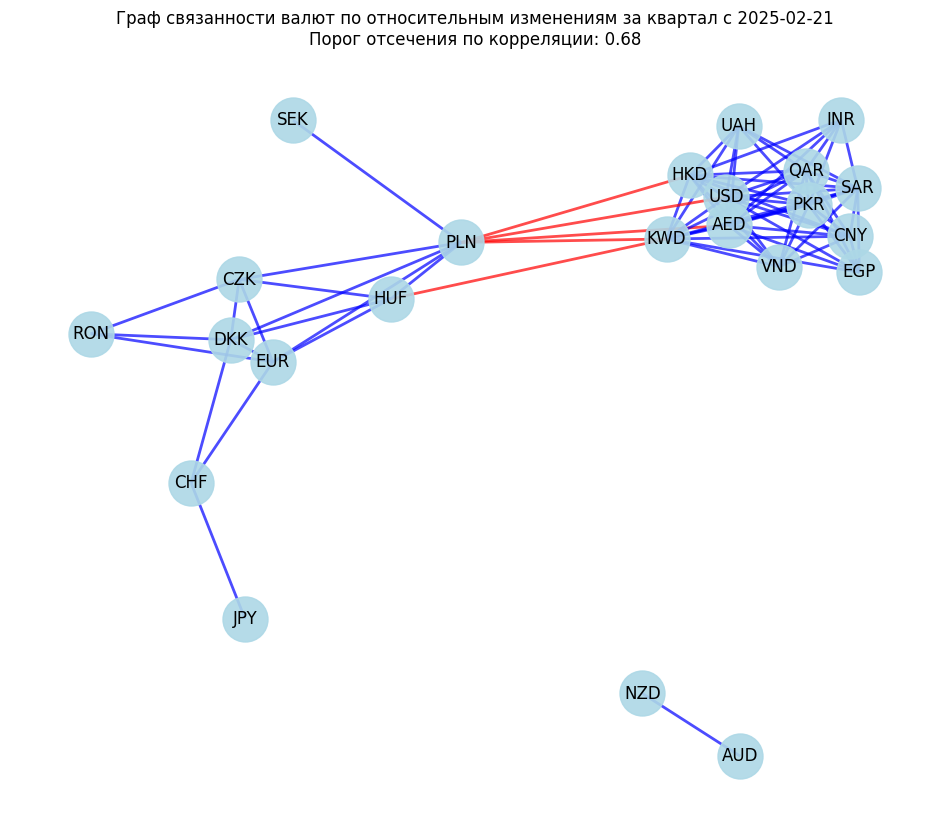 Граф связанности валют по относительным изменениям за квартал с 2025-02-21
Порог отсечения по корреляции: 0.68
SEK
UAH
INR
HKD
QAR
USD
SAR
PKR
AED
KWD
CNY
PLN
VND
EGP
CZK
HUF
RON
DKK
EUR
CHF
JPY
NZD
AUD